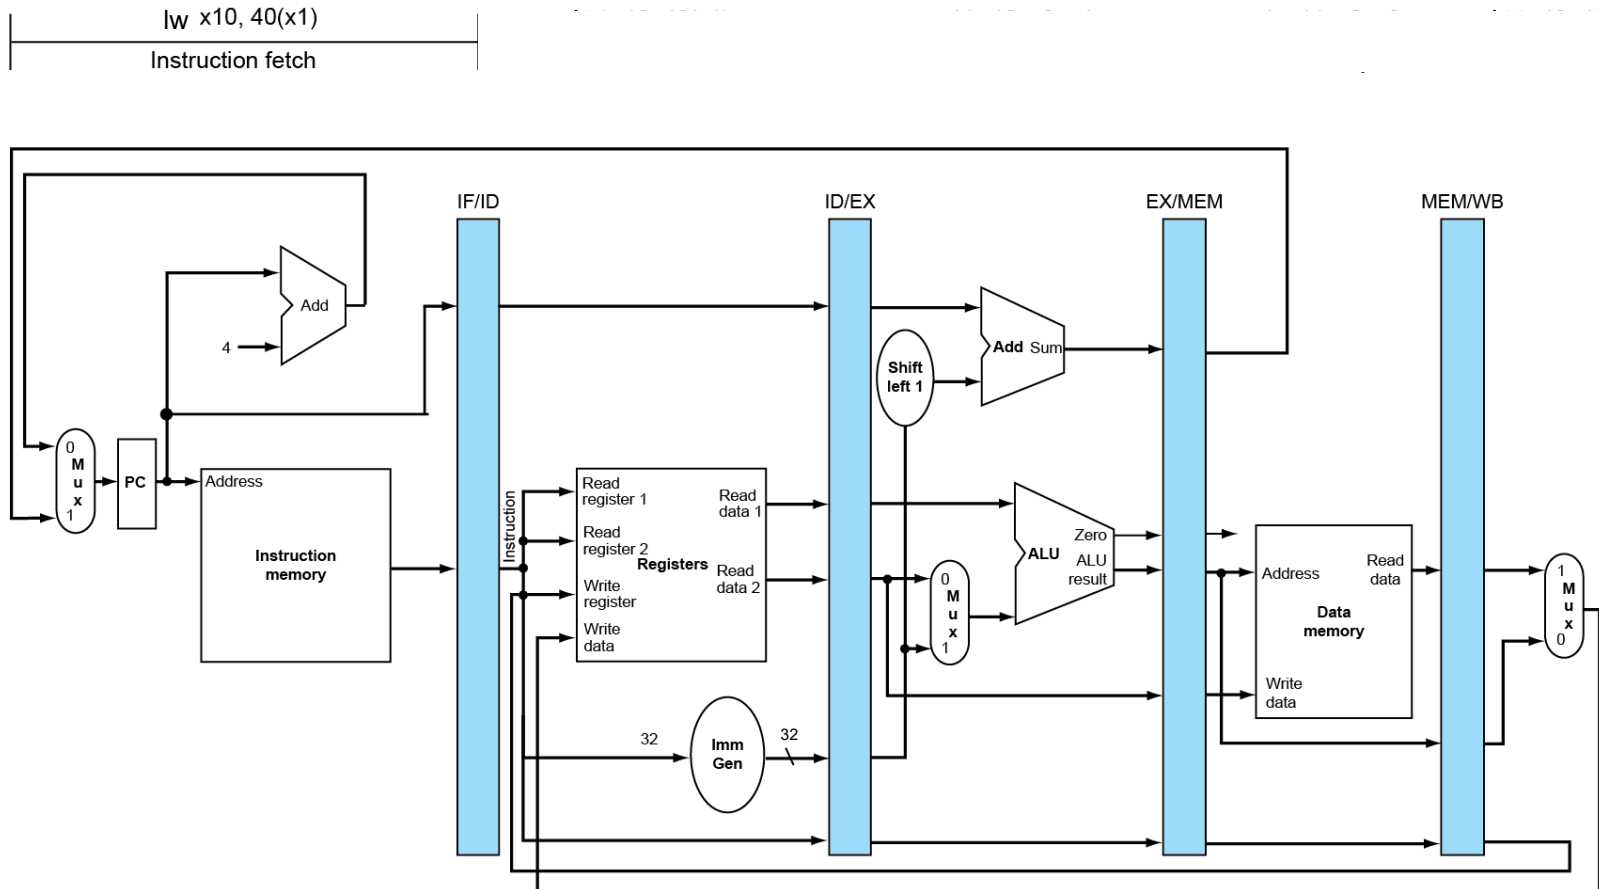 lw x10, 40(x1)
Instruction fetch
IF/ID
ID/EX
EX/MEM
MEM/WB
Add
4
Add Sum
Shift
left 1
0
M
u
x
1
PC
Address
Instruction
memory
Instruction
Read
register 1
Read
register 2
Write
register
Write
data
Registers
Read
data 1
Read
data 2
0
M
u
x
1
Zero
ALU
ALU
result
Address
Read
data
Data
memory
Write
data
1
M
u
x
0
32
Imm
Gen
32